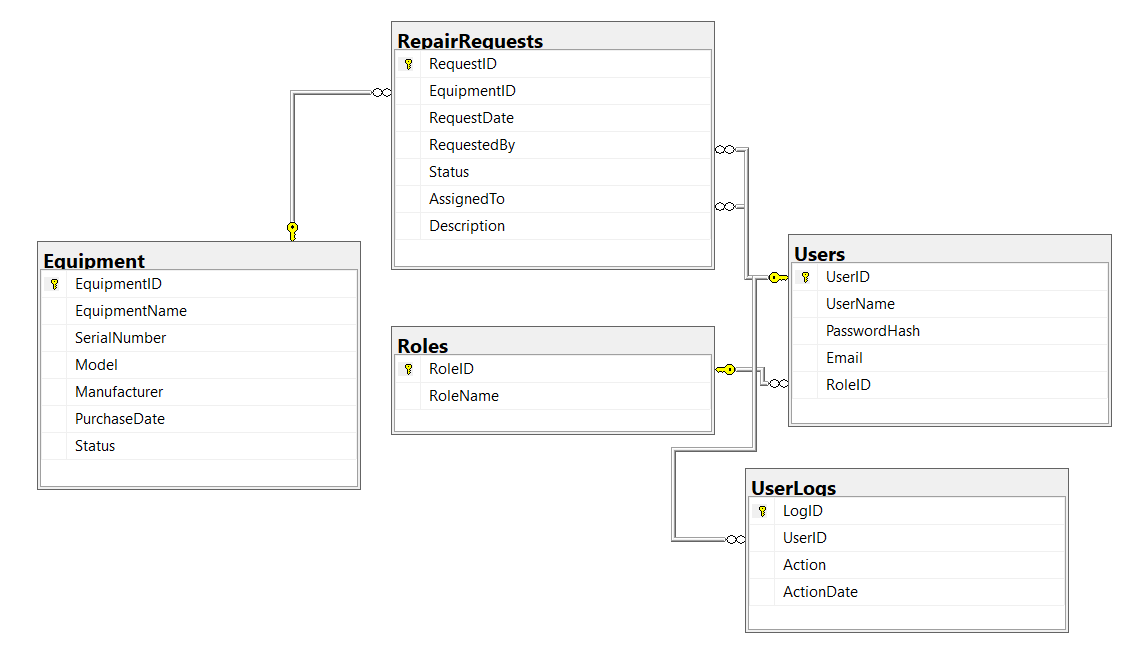 RepairRequests
RequestID
EquipmentID
RequestDate
RequestedBy
Status
AssignedTo
Description
Equipment
EquipmentID
EquipmentName
SerialNumber
Model
Manufacturer
PurchaseDate
Status
Roles
RoleID
RoleName
Users
UserID
UserName
PasswordHash
Email
RoleID
UserLogs
LogID
UserID
Action
ActionDate